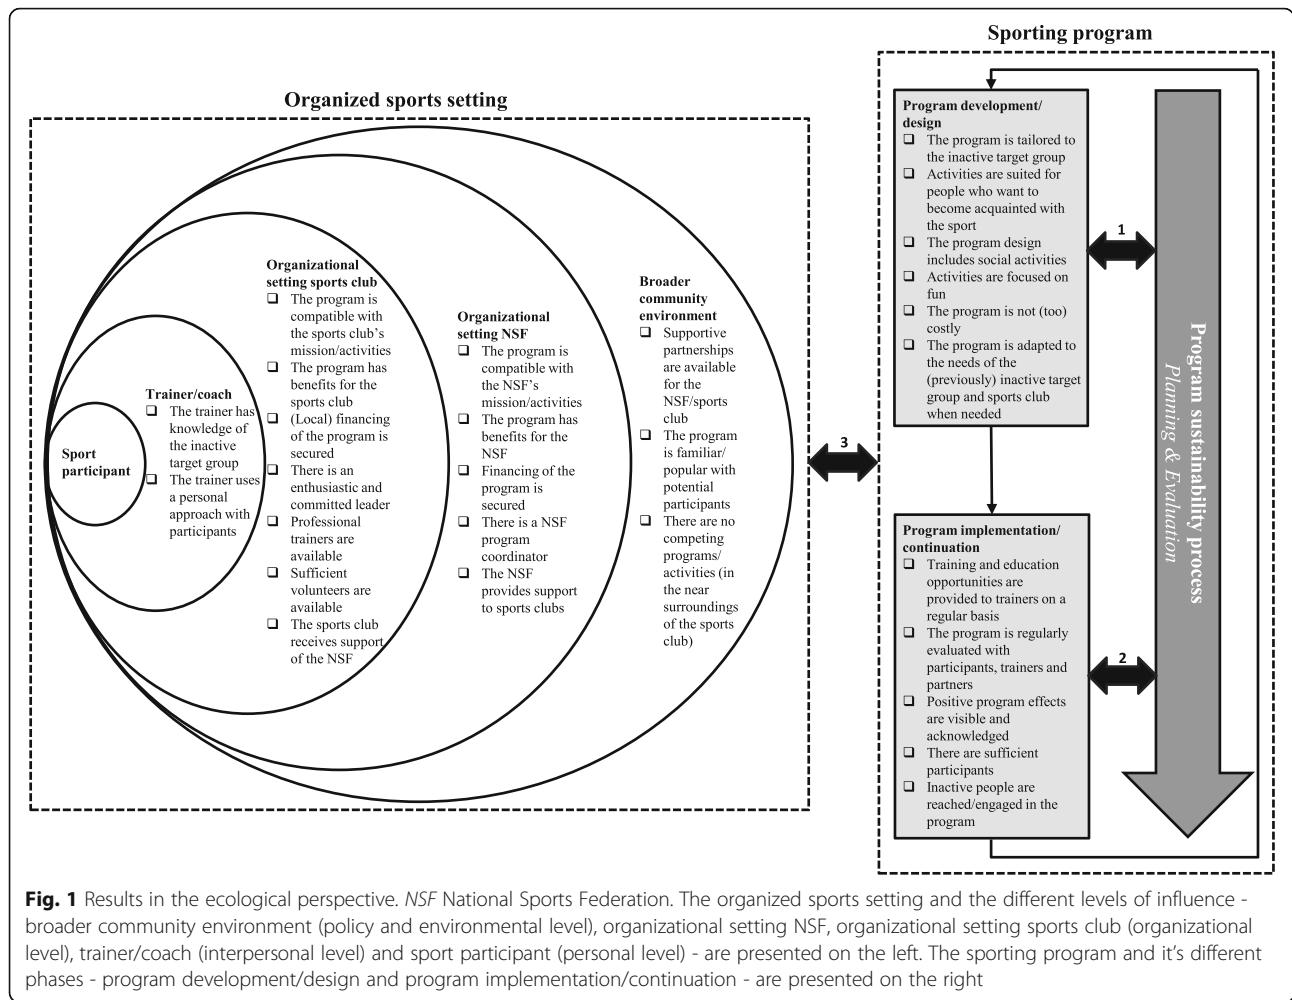 Sporting program
Organized sports setting
Sport
participant
Trainer/coach
❑ The trainer has
knowledge of
the inactive
target group
❑ The trainer uses
a personal
approach with
participants
Organizational
setting sports club
❑ The program is
compatible with
the sports club's
mission/activities
❑ The program has
benefits for the
sports club
❑ (Local) financing
of the program is
secured
❑ There is an
enthusiastic and
committed leader
❑ Professional
trainers are
available
❑ Sufficient
volunteers are
available
❑ The sports club
receives support
of the NSF
Organizational
setting NSF
❑ The program is
compatible with
the NSF's
mission/activities
❑ The program has
benefits for the
NSF
❑ Financing of the
program is
secured
❑ There is a NSF
program
coordinator
❑ The NSF
provides support
to sports clubs
Broader
community
environment
❑ Supportive
partnerships
are available
for the
NSF/sports
club
❑ The program
is familiar/
popular with
potential
participants
❑ There are no
competing
programs/
activities (in
the near
surroundings
of the sports
club)
3
Program development/
design
❑ The program is tailored to
the inactive target group
❑ Activities are suited for
people who want to
become acquainted with
the sport
❑ The program design
includes social activities
❑ Activities are focused on
fun
❑ The program is not (too)
costly
❑ The program is adapted to
the needs of the
(previously) inactive target
group and sports club
when needed
1
Program implementation/
continuation
❑ Training and education
opportunities are
provided to trainers on a
regular basis
❑ The program is regularly
evaluated with
participants, trainers and
partners
❑ Positive program effects
are visible and
acknowledged
❑ There are sufficient
participants
❑ Inactive people are
reached/engaged in the
program
2
Program sustainability process
Planning & Evaluation
Fig. 1 Results in the ecological perspective. NSF National Sports Federation. The organized sports setting and the different levels of influence -
broader community environment (policy and environmental level), organizational setting NSF, organizational setting sports club (organizational
level), trainer/coach (interpersonal level) and sport participant (personal level) - are presented on the left. The sporting program and it's different
phases - program development/design and program implementation/continuation - are presented on the right